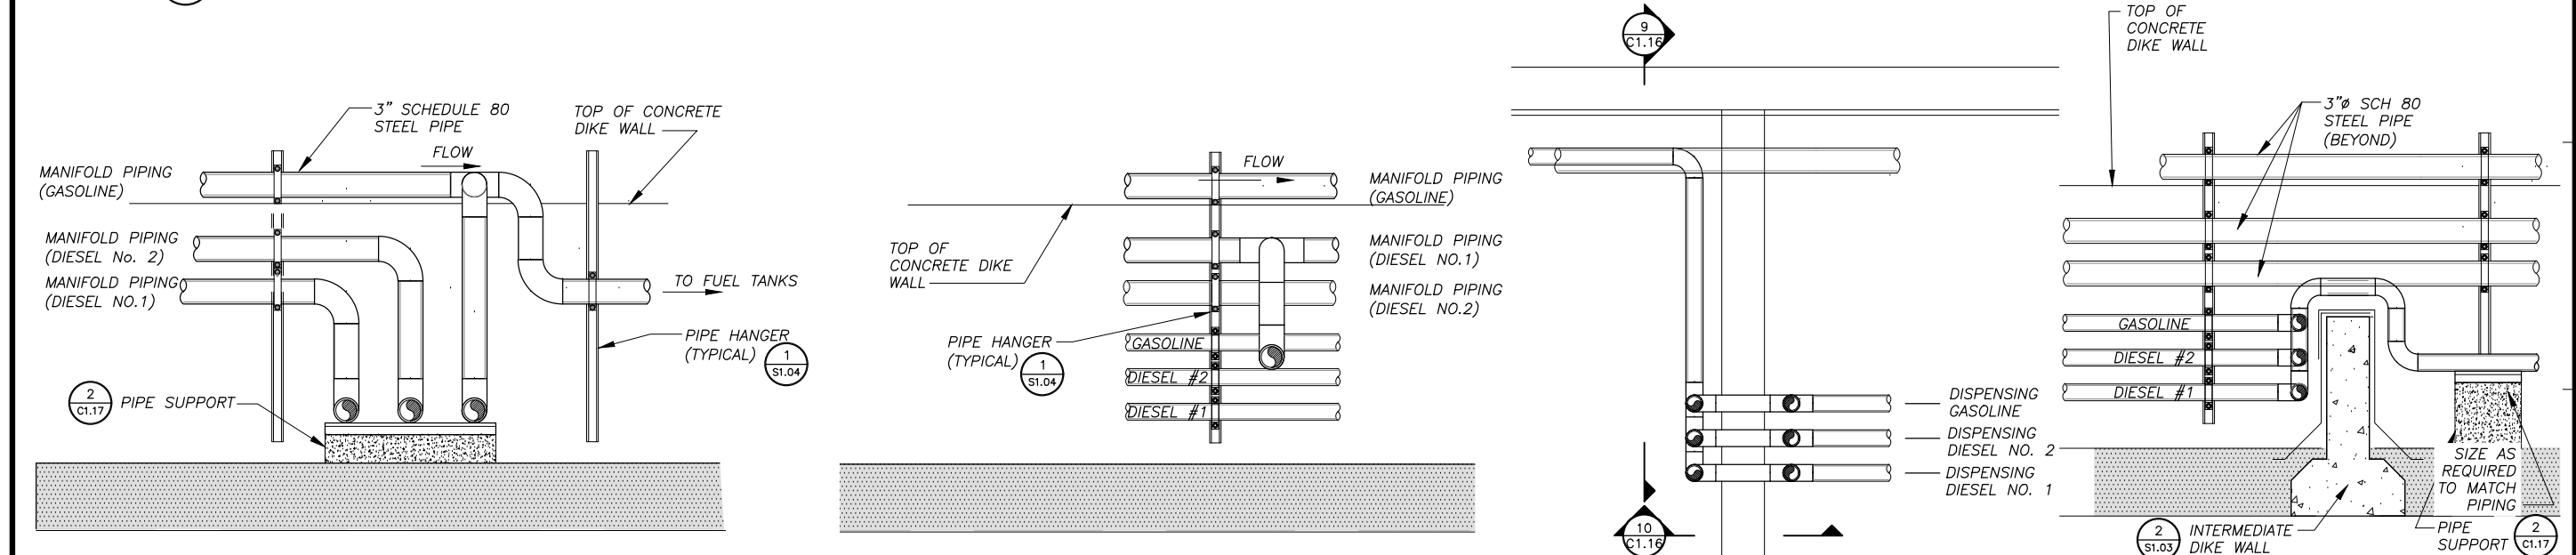 3" SCHEDULE 80
STEEL PIPE
TOP OF CONCRETE
DIKE WALL
FLOW
MANIFOLD PIPING
(GASOLINE)
MANIFOLD PIPING
(DIESEL No. 2)
MANIFOLD PIPING
(DIESEL NO.1)
TO FUEL TANKS
PIPE HANGER
(TYPICAL)
1
S1.04
2
C1.17
PIPE SUPPORT
FLOW
MANIFOLD PIPING
(GASOLINE)
TOP OF
CONCRETE DIKE
WALL
MANIFOLD PIPING
(DIESEL NO.1)
MANIFOLD PIPING
(DIESEL NO.2)
PIPE HANGER
(TYPICAL)
1
S1.04
GASOLINE
DIESEL #2
DIESEL #1
9
C1.16
DISPENSING
GASOLINE
DISPENSING
DIESEL NO. 2
DISPENSING
DIESEL NO. 1
10
C1.16
TOP OF
CONCRETE
DIKE WALL
3"ø SCH 80
STEEL PIPE
(BEYOND)
GASOLINE
DIESEL #2
DIESEL #1
SIZE AS
REQUIRED
TO MATCH
PIPING
2
S1.03
INTERMEDIATE
DIKE WALL
PIPE
SUPPORT
2
C1.17